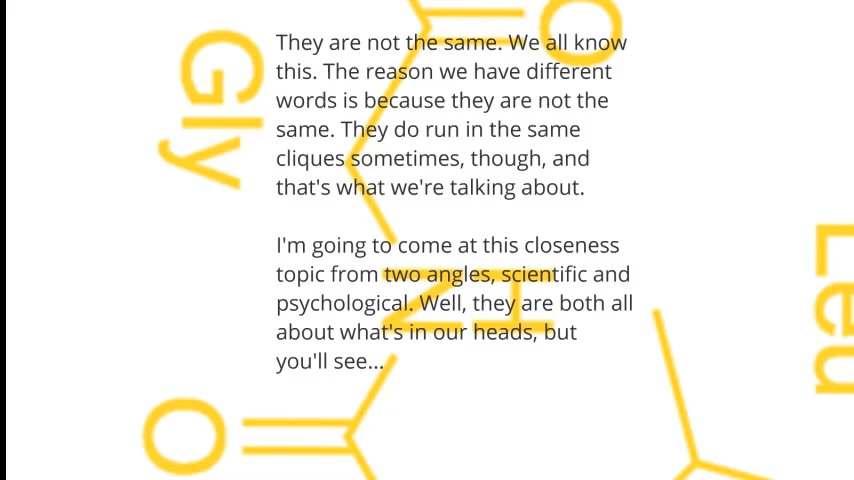 They are not the same. We all know
this. The reason we have different
words is because they are not the
same. They do run in the same
cliques sometimes, though, and
that's what we're talking about.
I'm going to come at this closeness
topic from two angles, scientific and
psychological. Well, they are both all
about what's in our heads, but
you'll see...
Gly
O
N
H
O
Leu